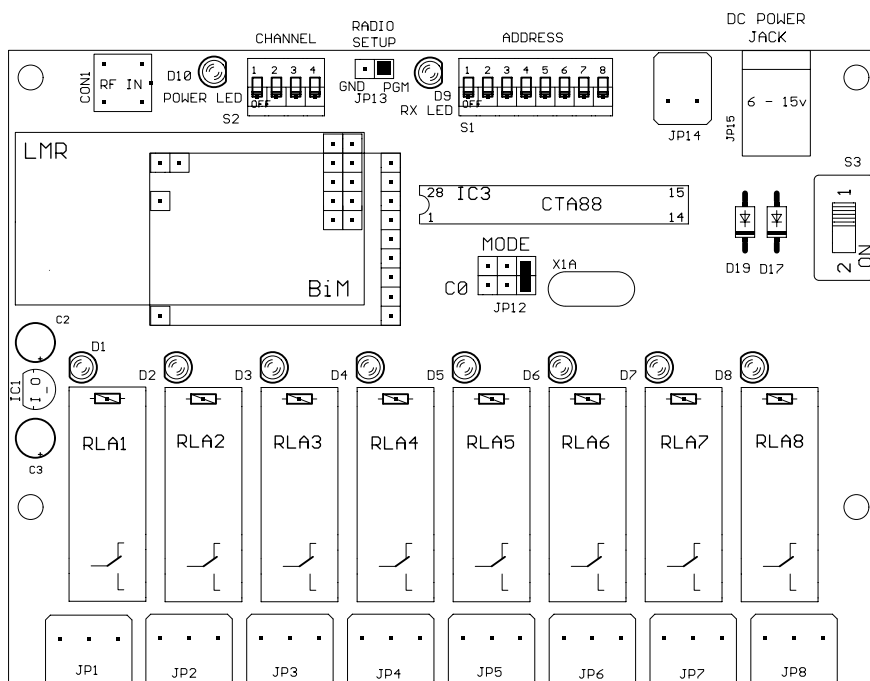 DC POWER
JACK
RADIO
SETUP
CHANNEL
ADDRESS
CON1
RF IN
D10
POWER LED
1 2 3 4
OFF
S2
GND PGM
JP13
D9
RX LED
1 2 3 4 5 6 7 8
OFF
S1
JP14
JP15
6 - 15v
S3
1
2
ON
LMR
BiM
28 IC3 15
CTA88
1 14
MODE
C0
JP12
X1A
D19 D17
C2
IC1
I O
C3
D1 D2 D3 D4 D5 D6 D7 D8
RLA1 RLA2 RLA3 RLA4 RLA5 RLA6 RLA7 RLA8
JP1 JP2 JP3 JP4 JP5 JP6 JP7 JP8